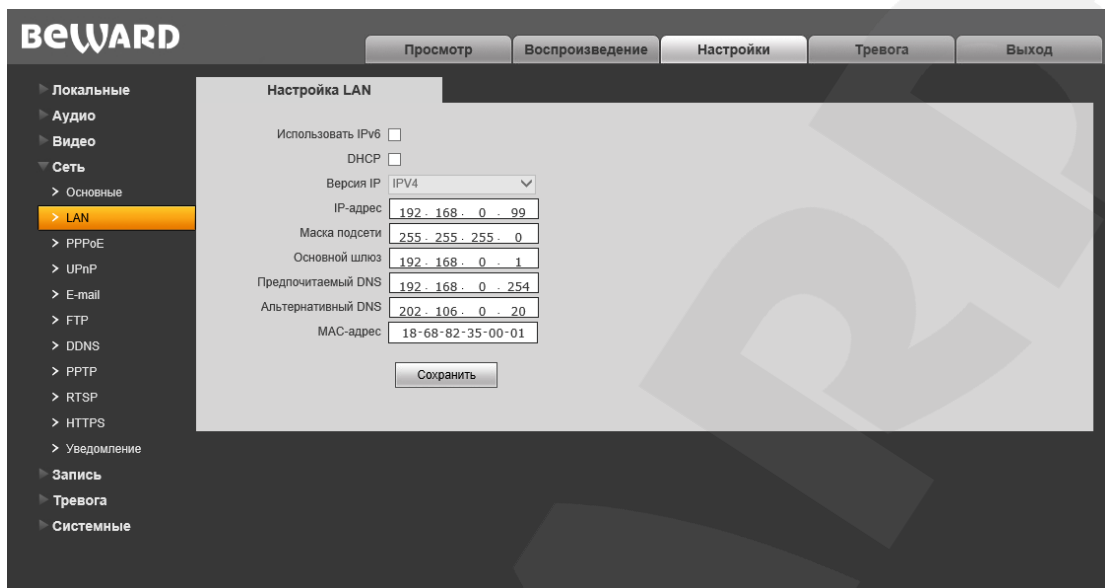 BEWARD
Просмотр Воспроизведение Настройки Тревога Выход
Локальные
Аудио
Видео
Сеть
> Основные
> LAN
> PPPoE
> UPnP
> E-mail
> FTP
> DDNS
> PPTP
> RTSP
> HTTPS
> Уведомление
Запись
Тревога
Системные
Настройка LAN
Использовать IPv6
DHCP
Версия IP IPV4
IP-адрес 192 . 168 . 0 . 99
Маска подсети 255 . 255 . 255 . 0
Основной шлюз 192 . 168 . 0 . 1
Предпочитаемый DNS 192 . 168 . 0 . 254
Альтернативный DNS 202 . 106 . 0 . 20
MAC-адрес 18-68-82-35-00-01
Сохранить